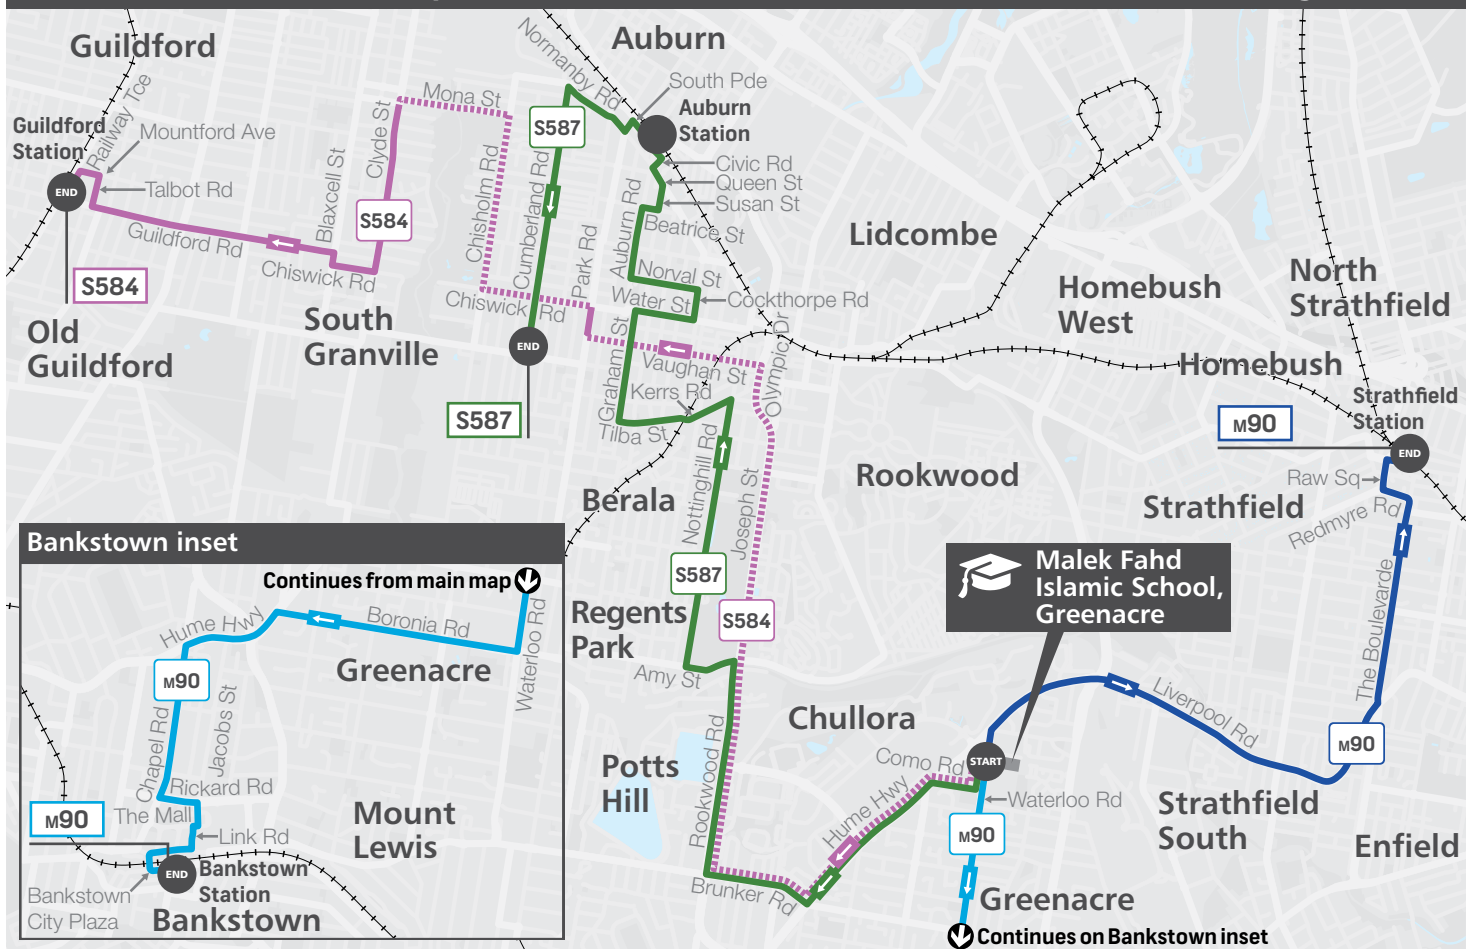 Guildford
Auburn
Normanby Rd
South Pde
Auburn
Station
Mona St
S587
Railway Tce
Guildford
Station
Mountford Ave
Clyde St
Talbot Rd
END
Civic Rd
Queen St
Susan St
Blaxcell St
S584
Chisholm Rd
Cumberland Rd
Auburn Rd
Beatrice St
Lidcombe
Guildford Rd
Chiswick Rd
Park Rd
Norval St
S584
Chiswick Rd
Water St
Cockthorpe Rd
Homebush
West
North
Strathfield
Old
Guildford
South
Granville
END
Graham St
Vaughan St
Olympic Dr
Homebush
Kerrs Rd
S587
Tilba St
Strathfield
Station
M90
END
Nottinghill Rd
Joseph St
Rookwood
Raw Sq
Berala
Strathfield
Redmyre Rd
Bankstown inset
Continues from main map
Malek Fahd
Islamic School,
Greenacre
S587
Regents
Park
S584
The Boulevarde
Hume Hwy
Boronia Rd
Greenacre
Waterloo Rd
M90
Amy St
Liverpool Rd
Chapel Rd
Jacobs St
Chullora
Rookwood Rd
Como Rd
START
M90
Potts
Hill
Rickard Rd
The Mall
M90
Mount
Lewis
Hume Hwy
Waterloo Rd
Strathfield
South
Link Rd
M90
Enfield
END
Bankstown
Station
Bankstown
City Plaza
Bankstown
Brunker Rd
Greenacre
Continues on Bankstown inset